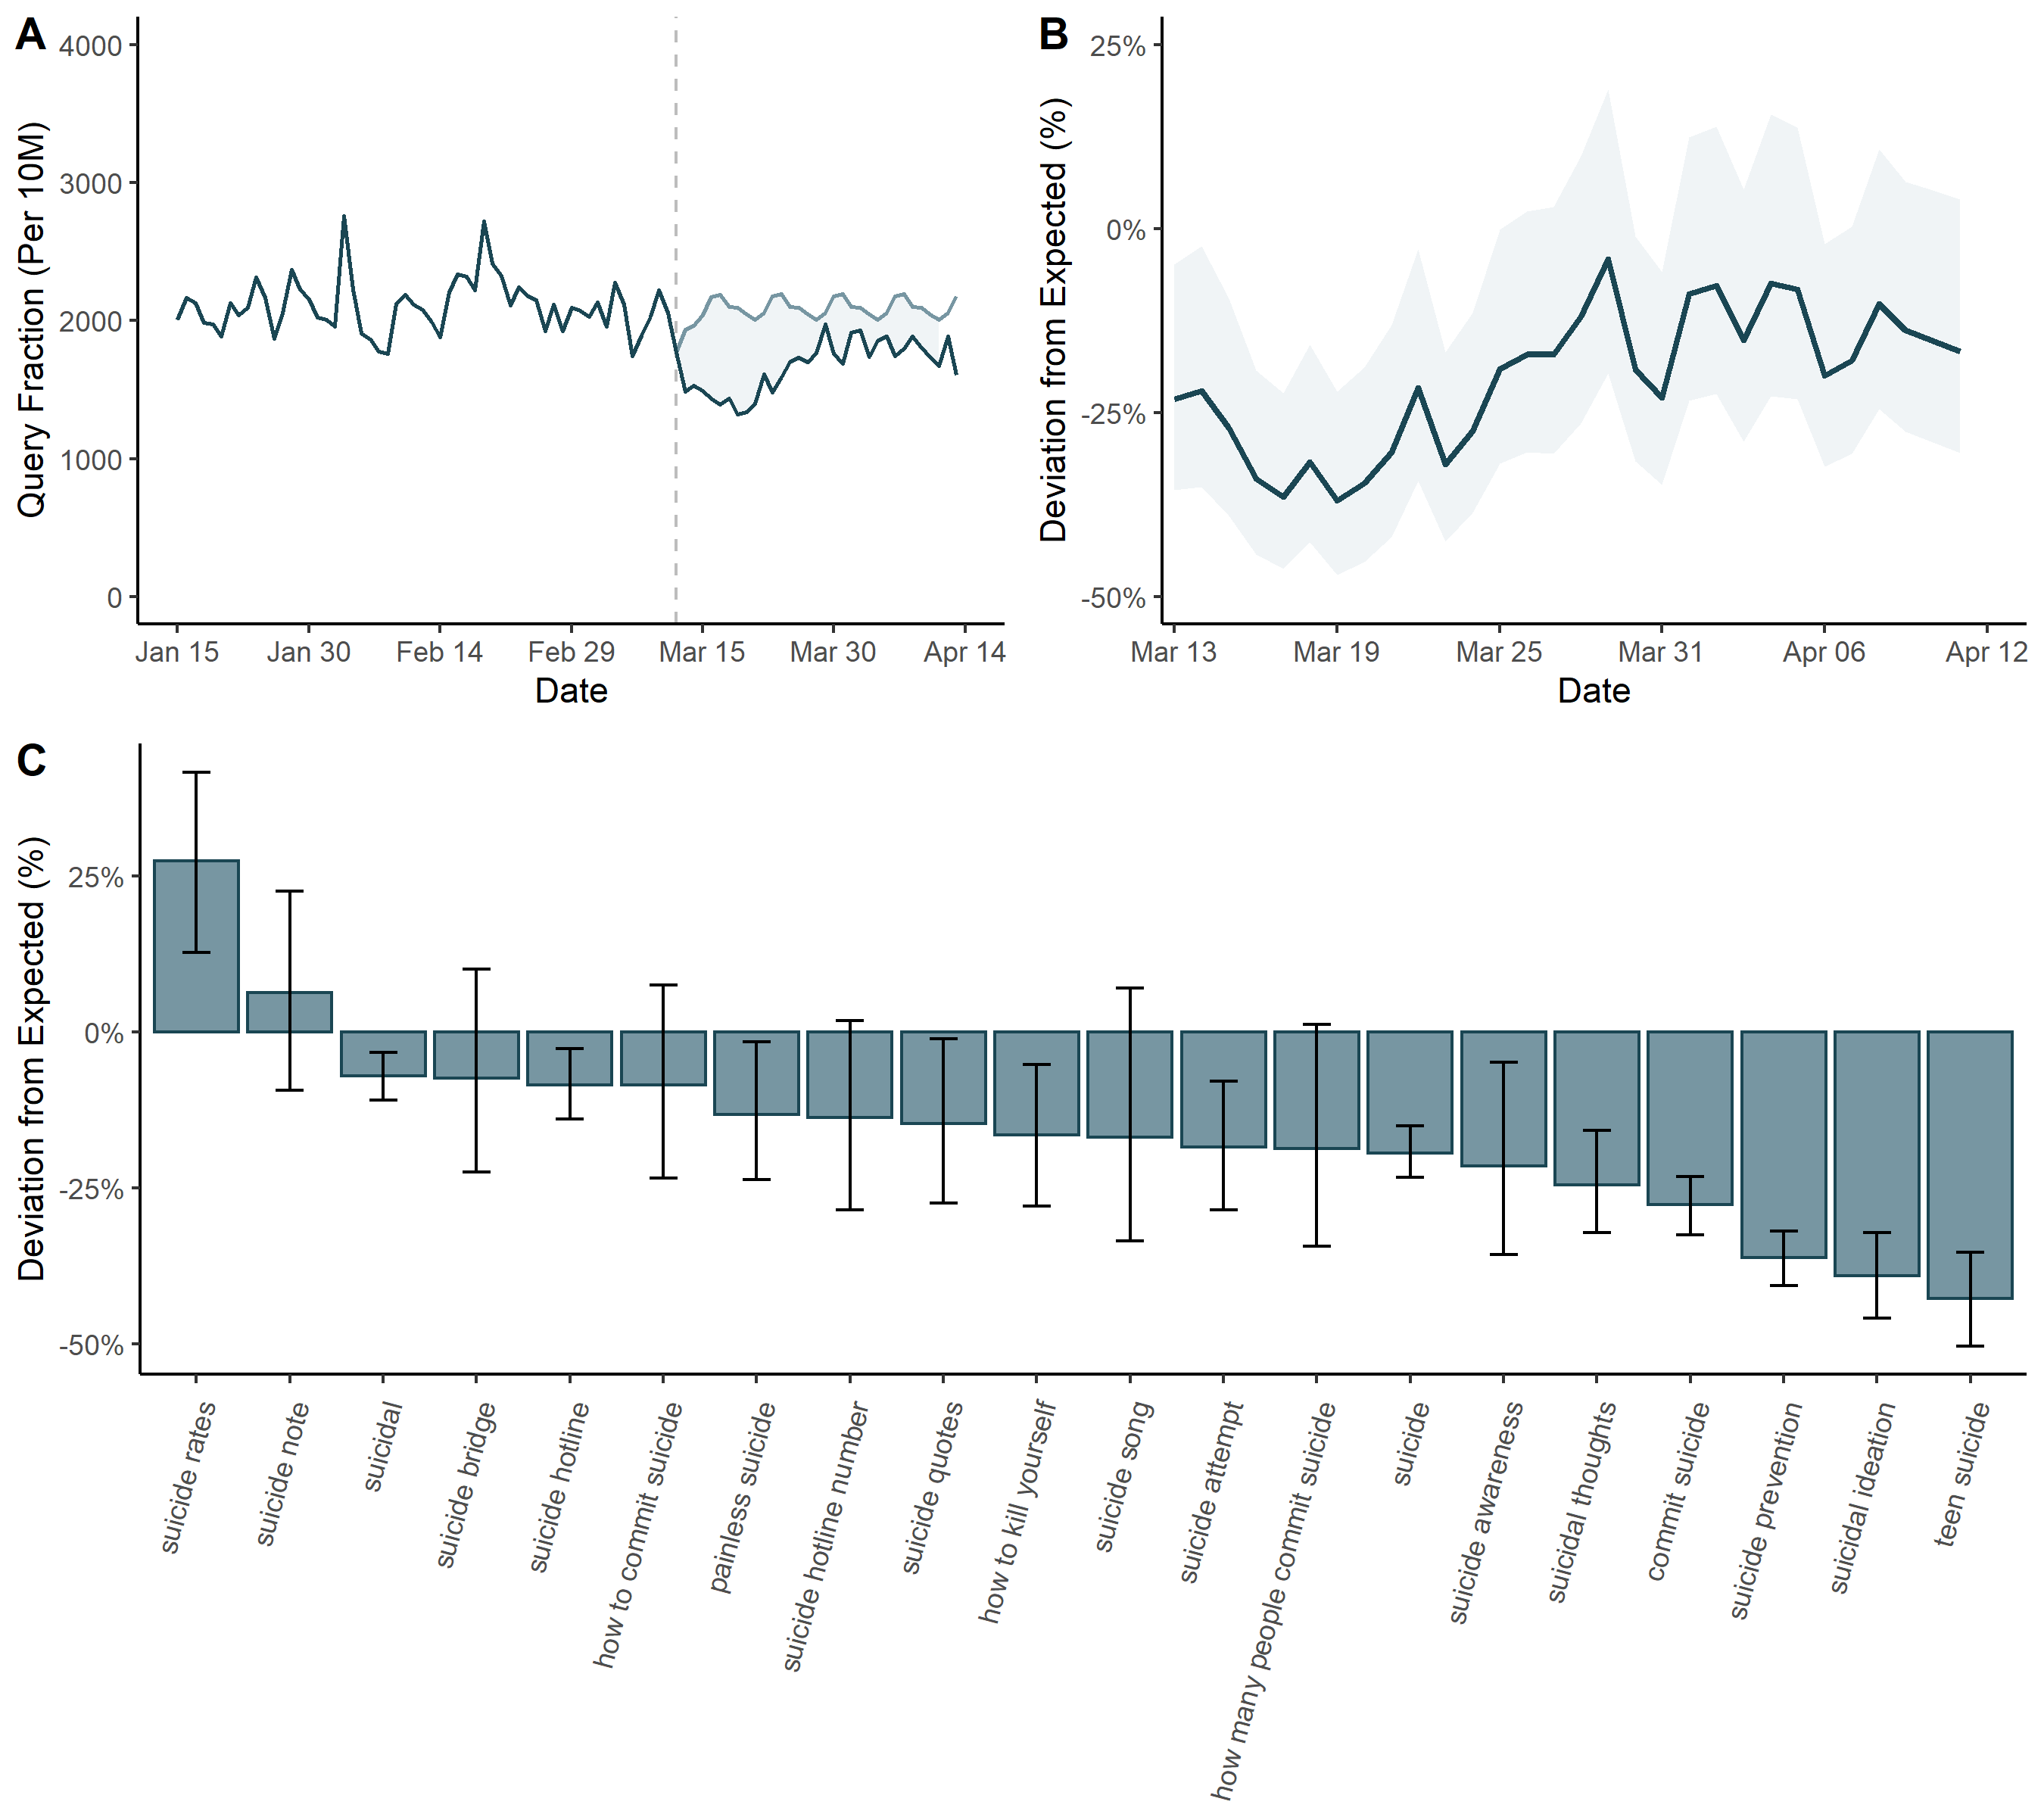 A
4000
3000
2000
1000
0
Query Fraction (Per 10M)
Jan 15 Jan 30 Feb 14 Feb 29 Mar 15 Mar 30 Apr 14
Date
B
25%
0%
-25%
-50%
Deviation from Expected (%)
Mar 13 Mar 19 Mar 25 Mar 31 Apr 06 Apr 12
Date
C
25%
0%
-25%
-50%
Deviation from Expected (%)
suicide rates
suicide note
suicidal
suicide bridge
suicide hotline
how to commit suicide
painless suicide
suicide hotline number
suicide quotes
how to kill yourself
suicide song
suicide attempt
how many people commit suicide
suicide
suicide awareness
suicidal thoughts
commit suicide
suicide prevention
suicidal ideation
teen suicide